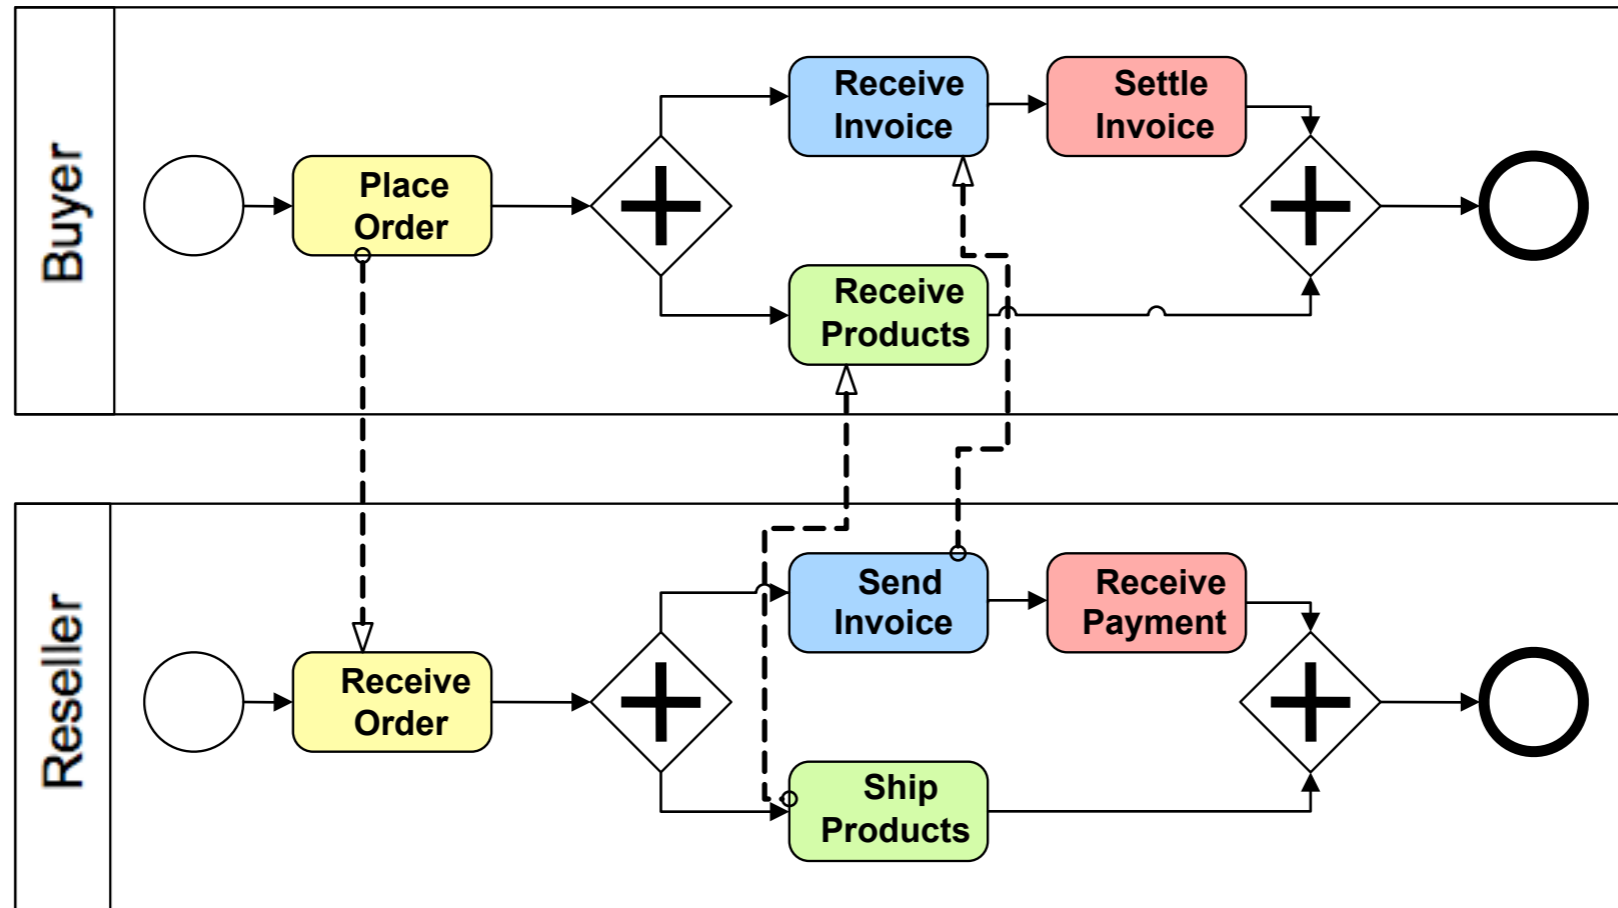 Buyer
Place
Order
Receive
Invoice
Settle
Invoice
Receive
Products
Reseller
Receive
Order
Send
Invoice
Receive
Payment
Ship
Products